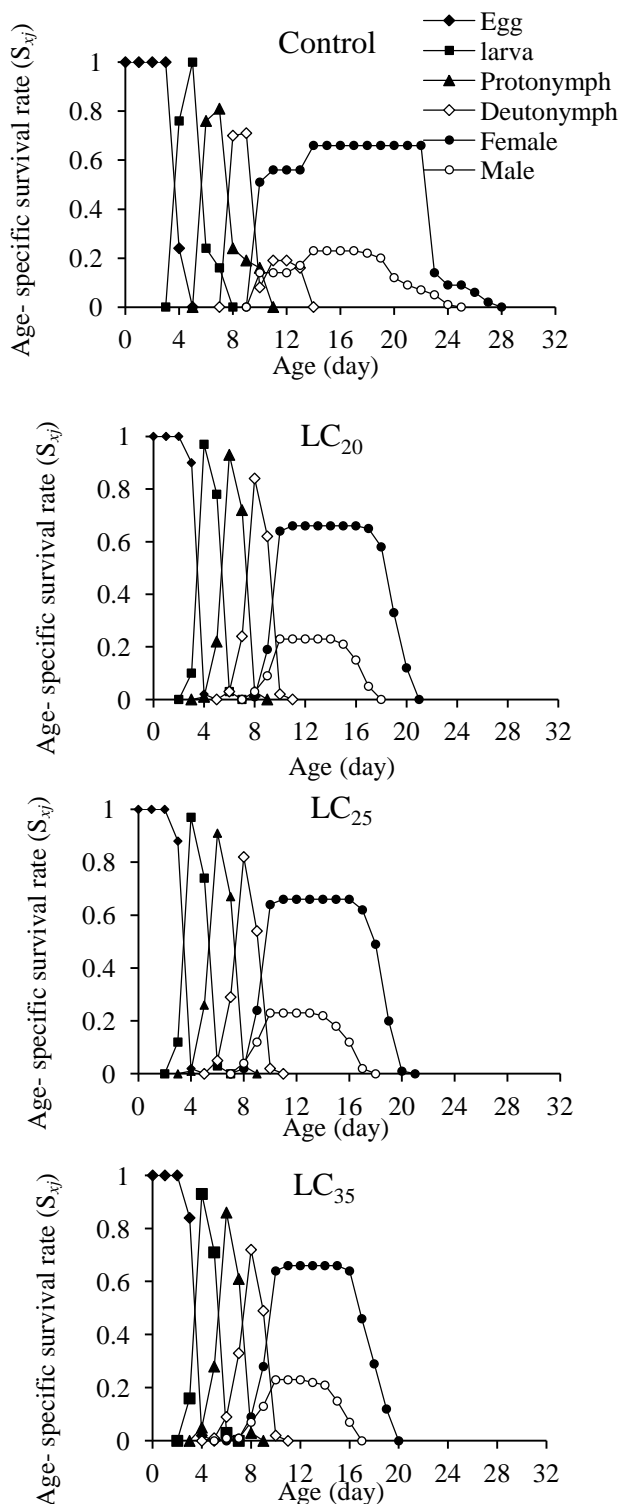 Control
Egg
larva
Protonymph
Deutonymph
Female
Male
Age- specific survival rate (Sxj)
1
0.8
0.6
0.4
0.2
0
0 4 8 12 16 20 24 28 32
Age (day)
LC20
Age- specific survival rate (Sxj)
1
0.8
0.6
0.4
0.2
0
0 4 8 12 16 20 24 28 32
Age (day)
LC25
Age- specific survival rate (Sxj)
1
0.8
0.6
0.4
0.2
0
0 4 8 12 16 20 24 28 32
Age (day)
LC35
Age- specific survival rate (Sxj)
1
0.8
0.6
0.4
0.2
0
0 4 8 12 16 20 24 28 32
Age (day)